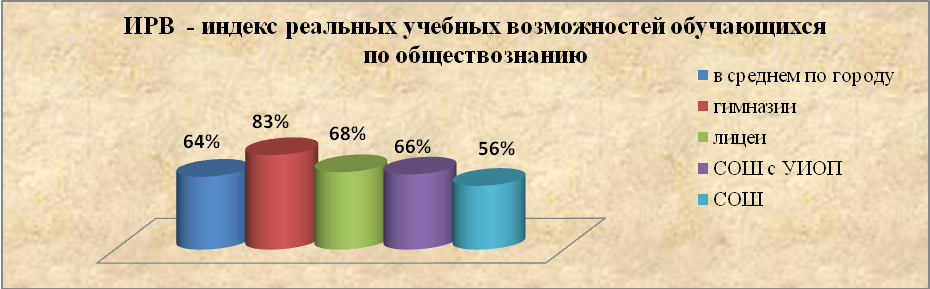 ИРВ - индекс реальных учебных возможностей обучающихся
по обществознанию
64%
83%
68%
66%
56%
в среднем по городу
гимназии
лицеи
СОШ с УИОП
СОШ